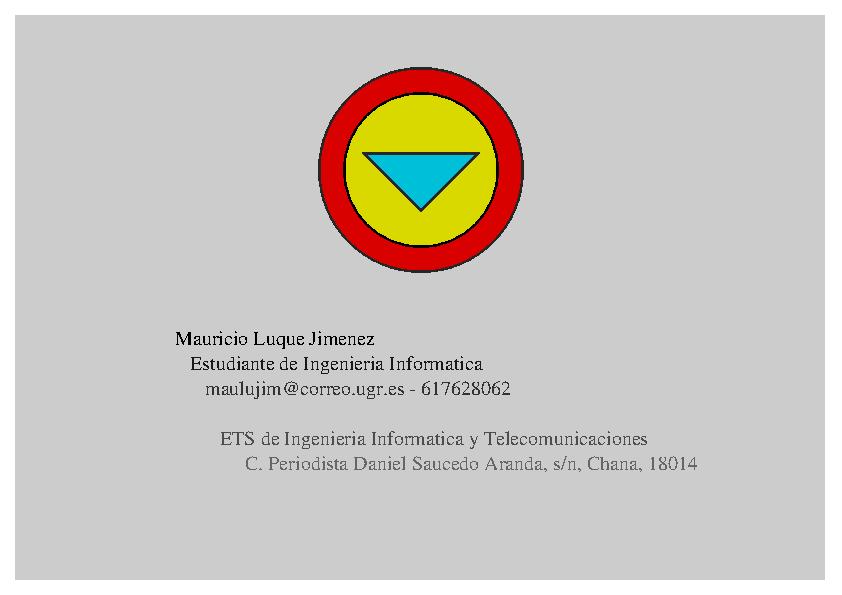 Mauricio Luque Jimenez
Estudiante de Ingenieria Informatica
maulujim@correo.ugr.es - 617628062
ETS de Ingenieria Informatica y Telecomunicaciones
C. Periodista Daniel Saucedo Aranda, s/n, Chana, 18014